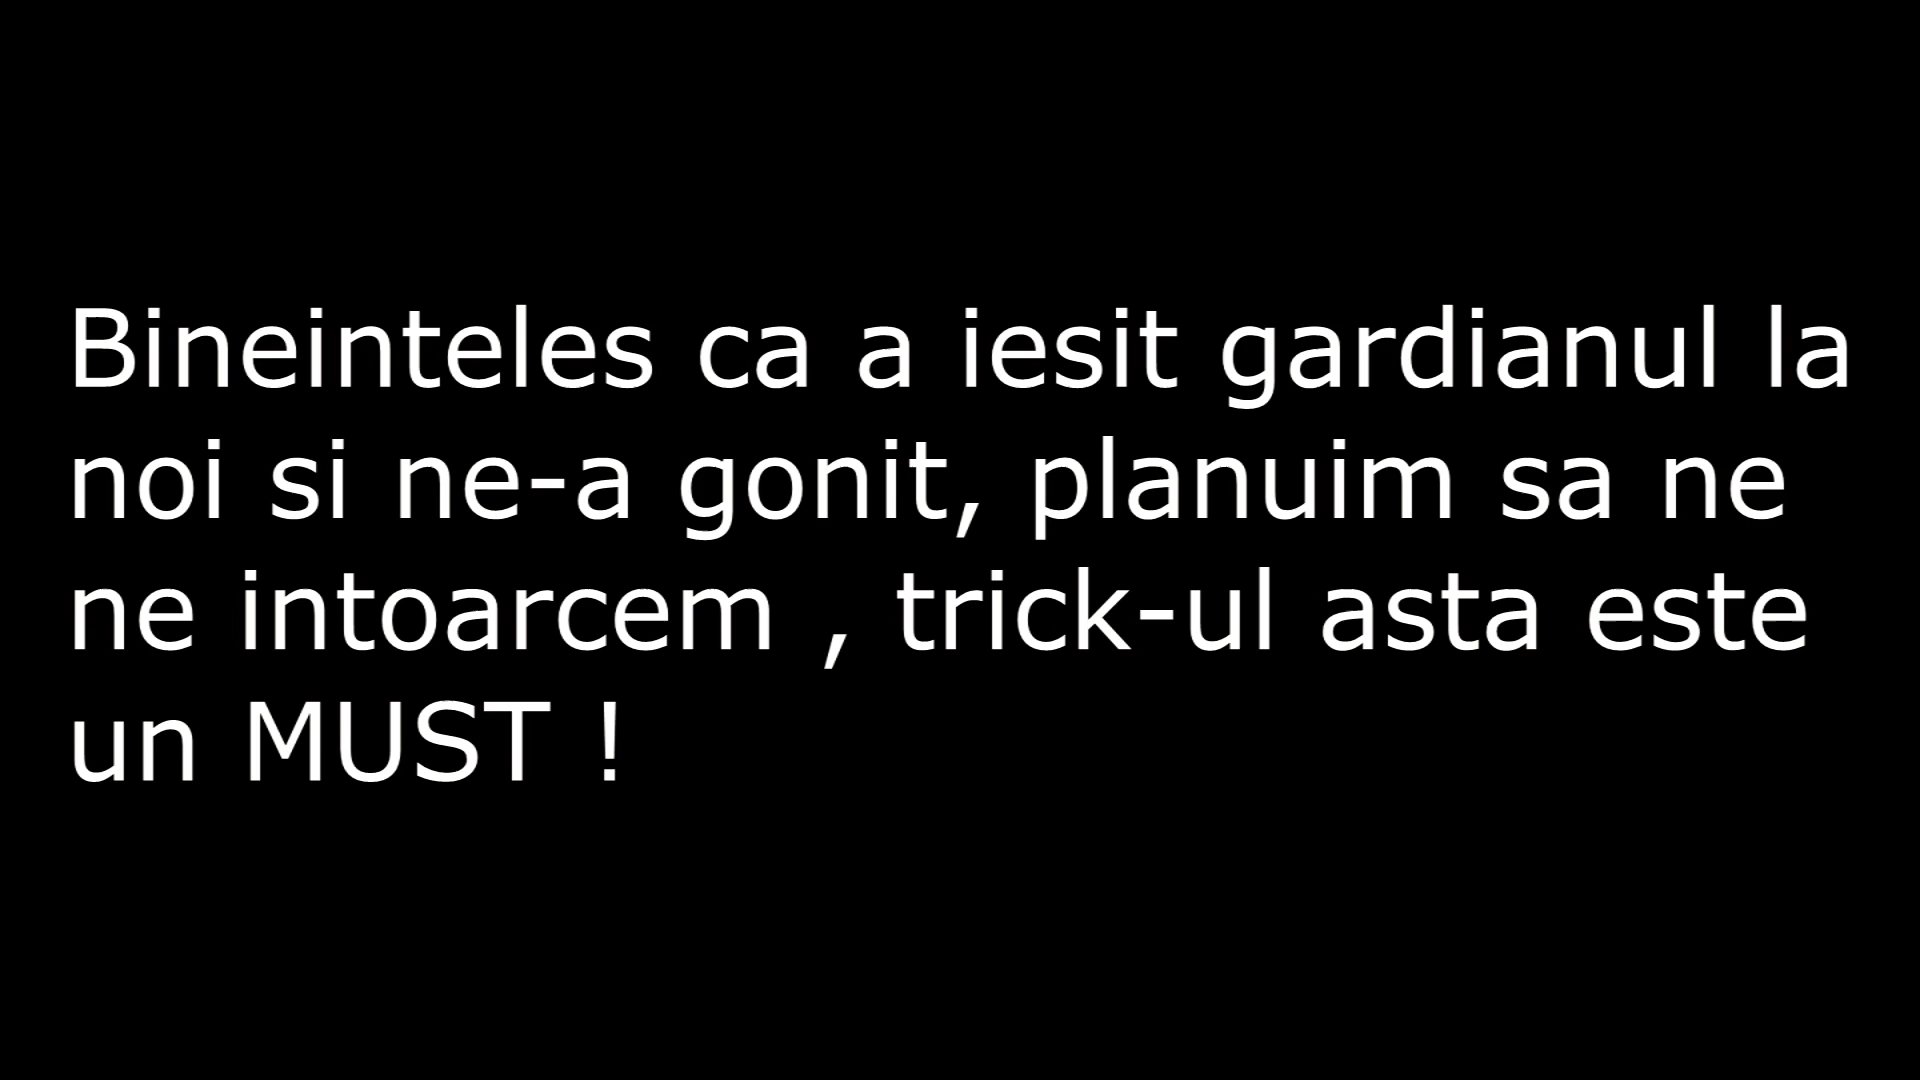 Bineinteles ca a iesit gardianul la
noi si ne-a gonit, planuim sa ne
ne intoarcem , trick-ul asta este
un MUST !